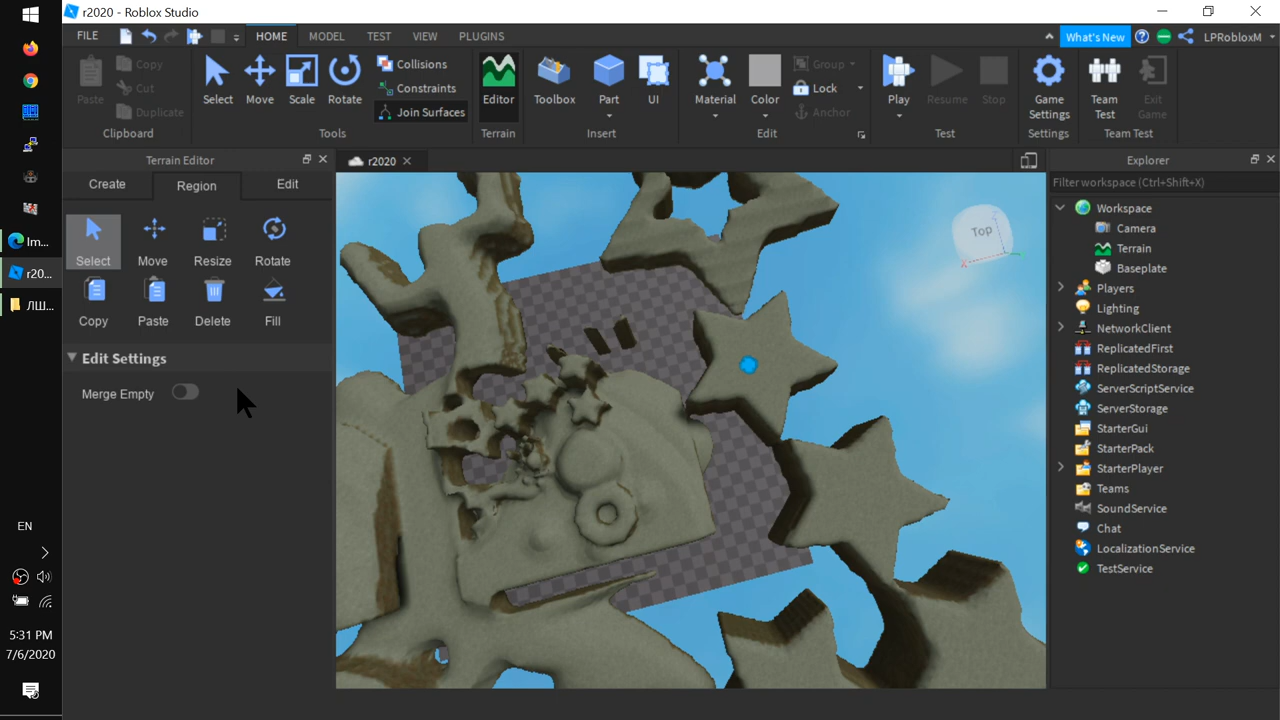 r2020 - Roblox Studio
FILE HOME MODEL TEST VIEW PLUGINS What's New LPRobloxM
Paste Copy Cut Duplicate
Clipboard
Select Move Scale Rotate Collisions Constraints Join Surfaces
Tools
Editor
Terrain
Toolbox Part UI
Insert
Material Color Group Lock Anchor
Edit
Play Resume Stop
Test
Game Settings
Settings
Team Test Exit Game
Team Test
Terrain Editor
Create Region Edit
Select Move Resize Rotate
Copy Paste Delete Fill
Edit Settings
Merge Empty
r2020
Top
X
Explorer
Filter workspace (Ctrl+Shift+X)
Workspace
Camera
Terrain
Baseplate
Players
Lighting
NetworkClient
ReplicatedFirst
ReplicatedStorage
ServerScriptService
ServerStorage
StarterGui
StarterPack
StarterPlayer
Teams
SoundService
Chat
LocalizationService
TestService
Im...
r20...
ЛШ...
EN
5:31 PM
7/6/2020